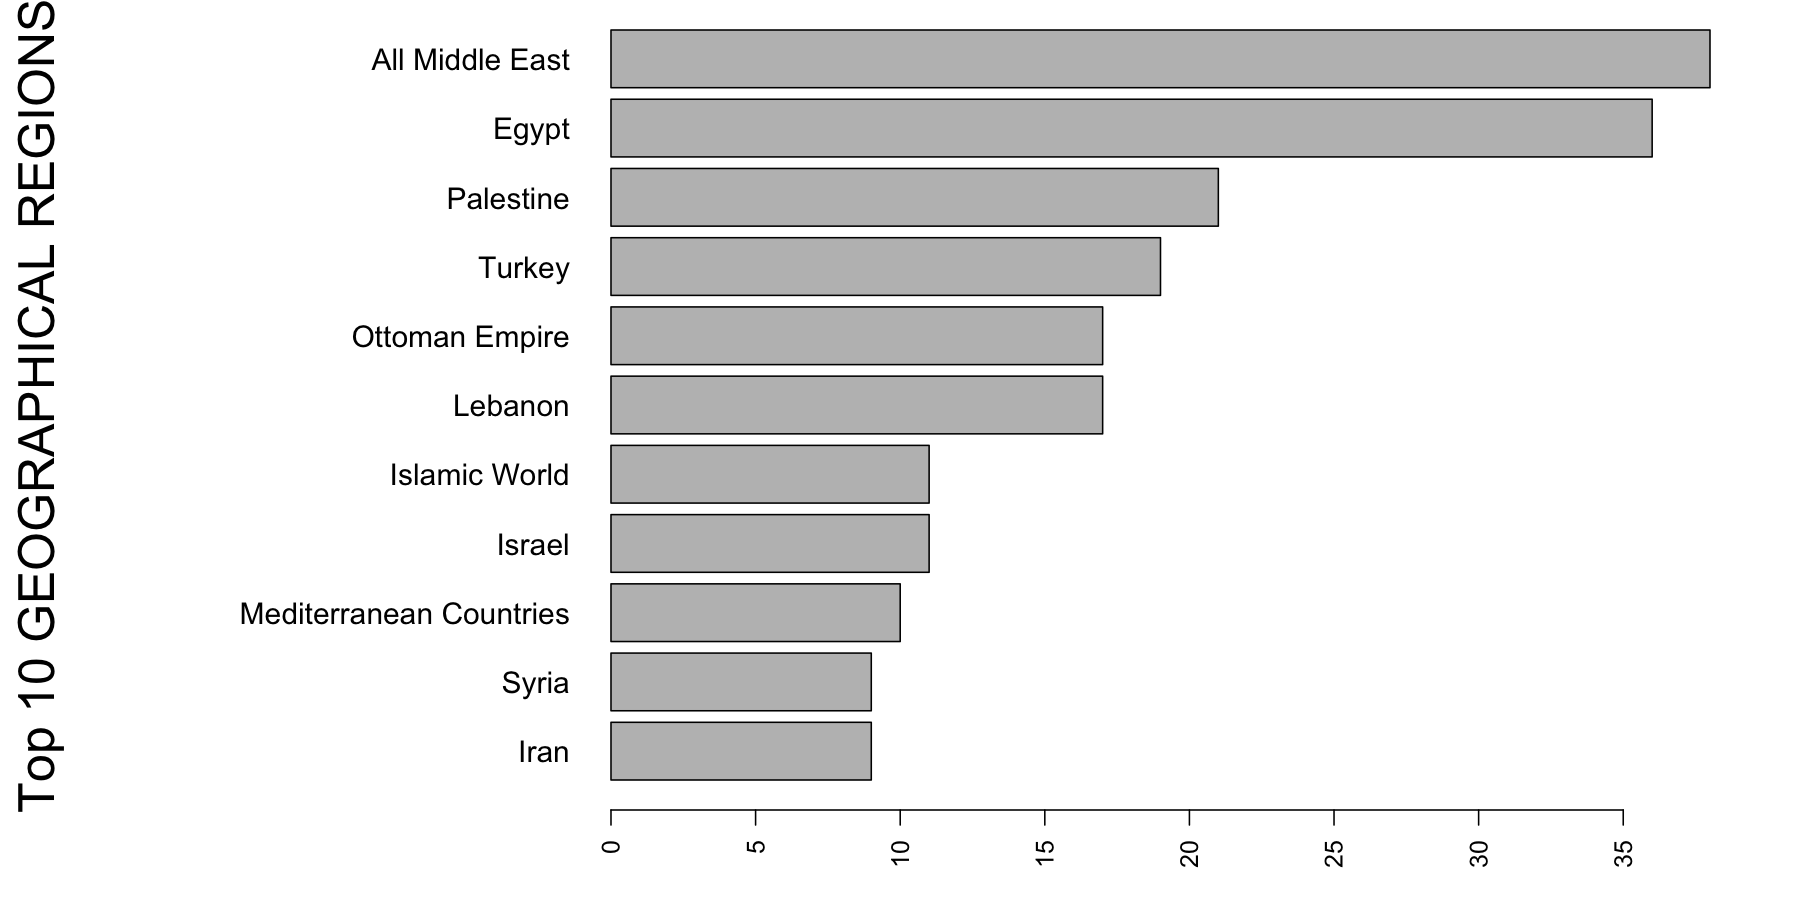 Top 10 GEOGRAPHICAL REGIONS
All Middle East
Egypt
Palestine
Turkey
Ottoman Empire
Lebanon
Islamic World
Israel
Mediterranean Countries
Syria
Iran
0 5 10 15 20 25 30 35